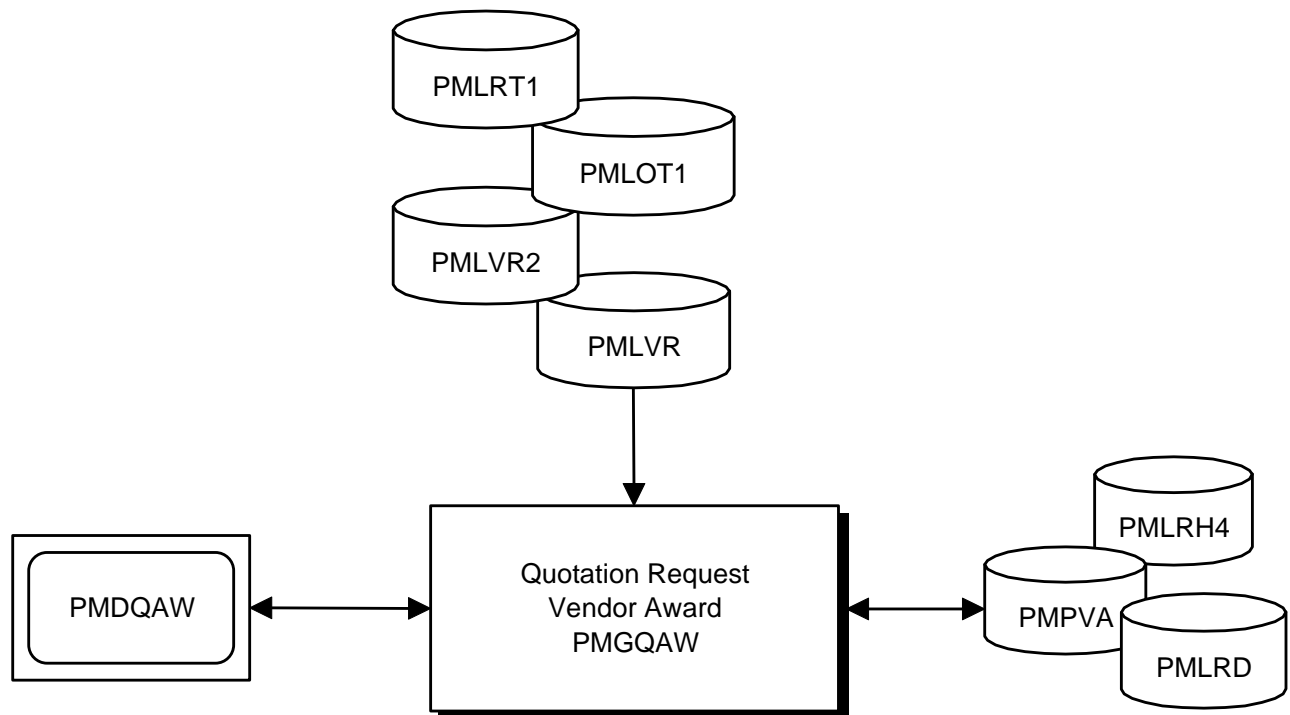 PMLRT1
PMLOT1
PMLVR2
PMLVR
PMLRH4
PMDQAW
Quotation Request
Vendor Award
PMGQAW
PMPVA
PMLRD